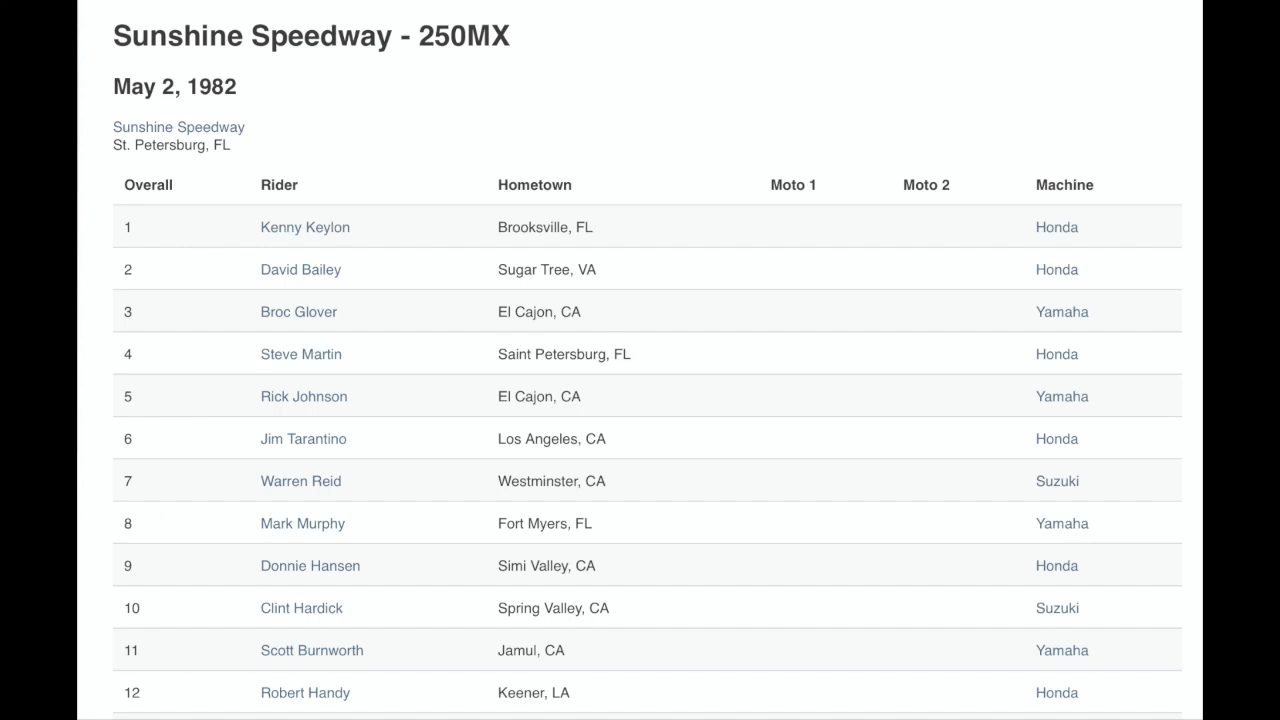 Sunshine Speedway - 250MX
May 2, 1982
Sunshine Speedway
St. Petersburg, FL
Overall Rider Hometown Moto 1 Moto 2 Machine
1 Kenny Keylon Brooksville, FL Honda
2 David Bailey Sugar Tree, VA Honda
3 Broc Glover El Cajon, CA Yamaha
4 Steve Martin Saint Petersburg, FL Honda
5 Rick Johnson El Cajon, CA Yamaha
6 Jim Tarantino Los Angeles, CA Honda
7 Warren Reid Westminster, CA Suzuki
8 Mark Murphy Fort Myers, FL Yamaha
9 Donnie Hansen Simi Valley, CA Honda
10 Clint Hardick Spring Valley, CA Suzuki
11 Scott Burnworth Jamul, CA Yamaha
12 Robert Handy Keener, LA Honda